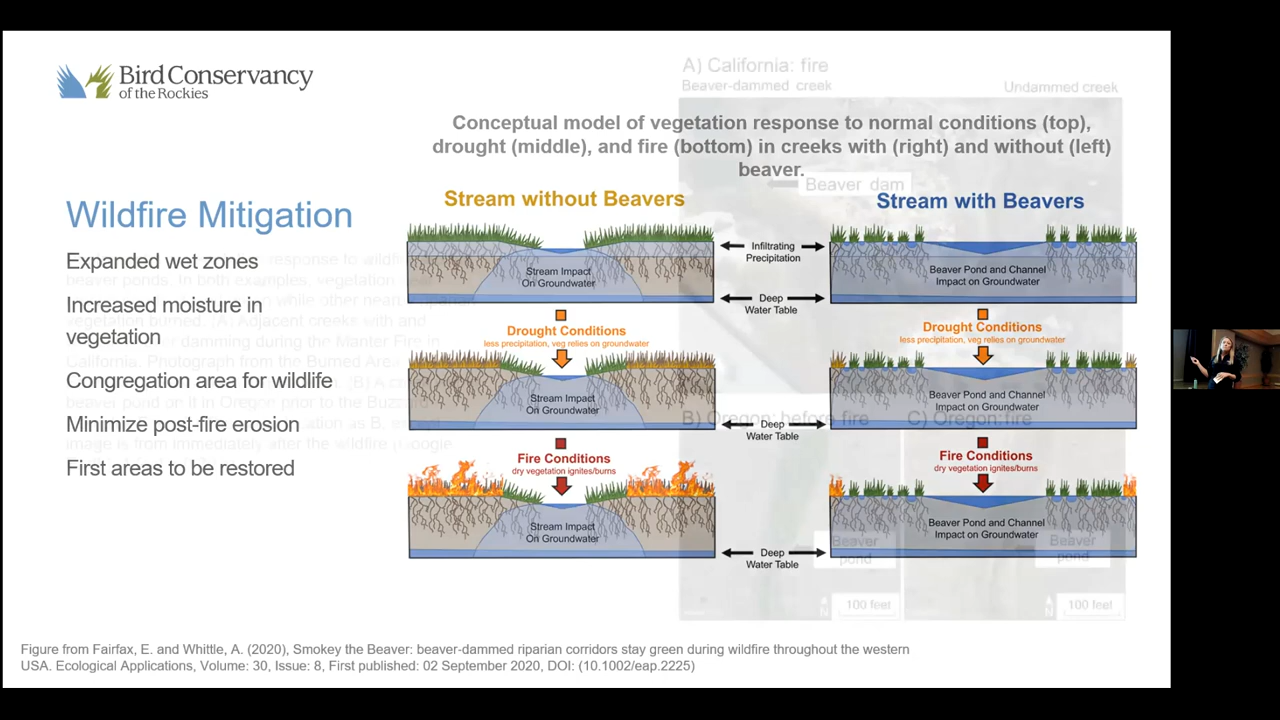 Bird Conservancy
of the Rockies
A) California: fire
Beaver-dammed creek
Undammed creek
Conceptual model of vegetation response to normal conditions (top),
drought (middle), and fire (bottom) in creeks with (right) and without (left)
beaver.
Beaver dam
Wildfire Mitigation
Expanded wet zones
Increased moisture in
vegetation
Congregation area for wildlife
Minimize post-fire erosion
First areas to be restored
Stream without Beavers
Stream with Beavers
Infiltrating
Precipitation
Stream Impact
On Groundwater
Beaver Pond and Channel
Impact on Groundwater
Deep
Water Table
Drought Conditions
less precipitation, veg relies on groundwater
Drought Conditions
less precipitation, veg relies on groundwater
Stream Impact
On Groundwater
Beaver Pond and Channel
Impact on Groundwater
B) Oregon: before fire
C) Oregon: fire
Deep
Water Table
Fire Conditions
dry vegetation ignites/burns
Fire Conditions
dry vegetation ignites/burns
Stream Impact
On Groundwater
Beaver Pond and Channel
Impact on Groundwater
Beaver
pond
Beaver
pond
Deep
Water Table
N
100 feet
N
100 feet
Figure from Fairfax, E. and Whittle, A. (2020), Smokey the Beaver: beaver-dammed riparian corridors stay green during wildfire throughout the western
USA. Ecological Applications, Volume: 30, Issue: 8, First published: 02 September 2020, DOI: (10.1002/eap.2225)